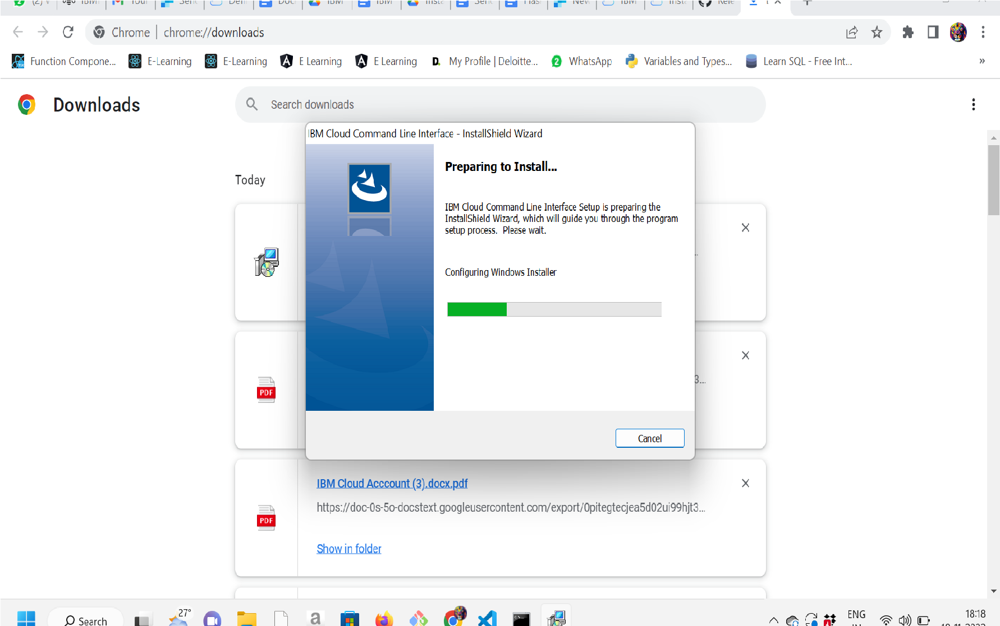 Chrome | chrome://downloads
Function Compone... E-Learning E-Learning E Learning E Learning D. My Profile | Deloitte... 2 WhatsApp Variables and Types... Learn SQL - Free Int... »
Downloads
Search downloads
IBM Cloud Command Line Interface - InstallShield Wizard
Preparing to Install...
Today
IBM Cloud Command Line Interface Setup is preparing the
InstallShield Wizard, which will guide you through the program
setup process. Please wait.
Configuring Windows Installer
3...
PDF
Cancel
IBM Cloud Acccount (3).docx.pdf
https://doc-0s-5o-docstext.googleusercontent.com/export/0pitegtecjea5d02ui99hjt3...
PDF
Show in folder
Search 27° a ENG 18:18